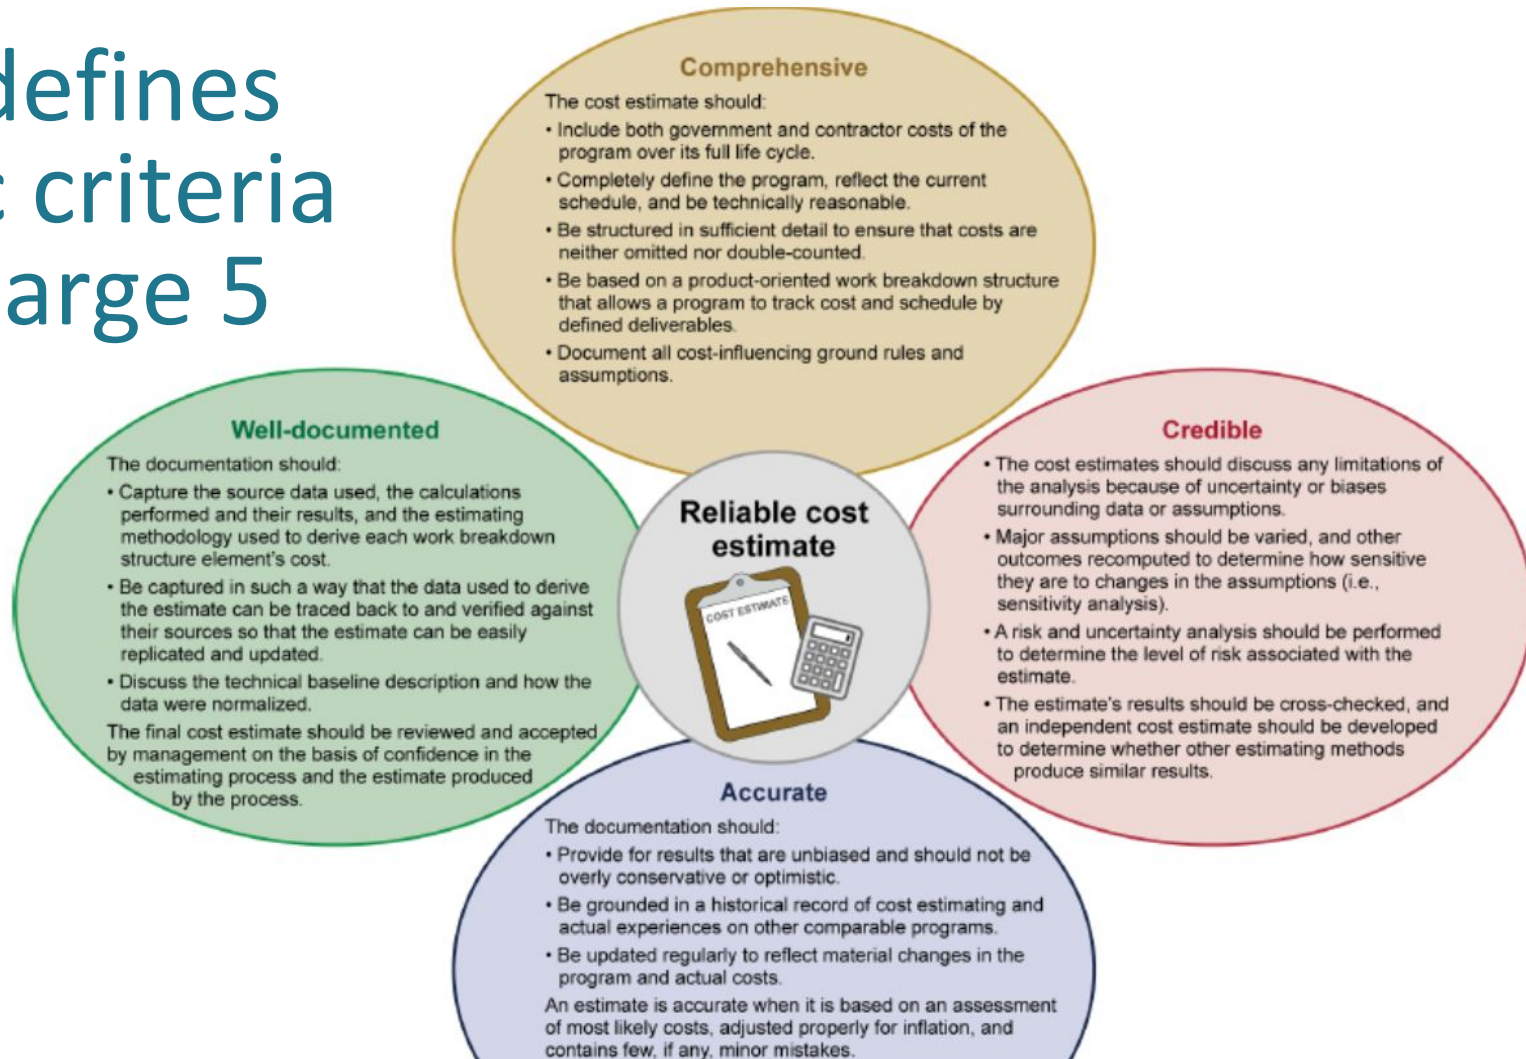 defines
c criteria
arge 5
Comprehensive
The cost estimate should:
• Include both government and contractor costs of the
program over its full life cycle.
• Completely define the program, reflect the current
schedule, and be technically reasonable.
• Be structured in sufficient detail to ensure that costs are
neither omitted nor double-counted.
• Be based on a product-oriented work breakdown structure
that allows a program to track cost and schedule by
defined deliverables.
• Document all cost-influencing ground rules and
assumptions.
Well-documented
The documentation should:
• Capture the source data used, the calculations
performed and their results, and the estimating
methodology used to derive each work breakdown
structure element's cost.
• Be captured in such a way that the data used to derive
the estimate can be traced back to and verified against
their sources so that the estimate can be easily
replicated and updated.
• Discuss the technical baseline description and how the
data were normalized.
The final cost estimate should be reviewed and accepted
by management on the basis of confidence in the
estimating process and the estimate produced
by the process.
Reliable cost
estimate
COST ESTIMATE
Credible
• The cost estimates should discuss any limitations of
the analysis because of uncertainty or biases
surrounding data or assumptions.
• Major assumptions should be varied, and other
outcomes recomputed to determine how sensitive
they are to changes in the assumptions (i.e.,
sensitivity analysis).
• A risk and uncertainty analysis should be performed
to determine the level of risk associated with the
estimate.
• The estimate's results should be cross-checked, and
an independent cost estimate should be developed
to determine whether other estimating methods
produce similar results.
Accurate
The documentation should:
• Provide for results that are unbiased and should not be
overly conservative or optimistic.
• Be grounded in a historical record of cost estimating and
actual experiences on other comparable programs.
• Be updated regularly to reflect material changes in the
program and actual costs.
An estimate is accurate when it is based on an assessment
of most likely costs, adjusted properly for inflation, and
contains few, if any, minor mistakes.